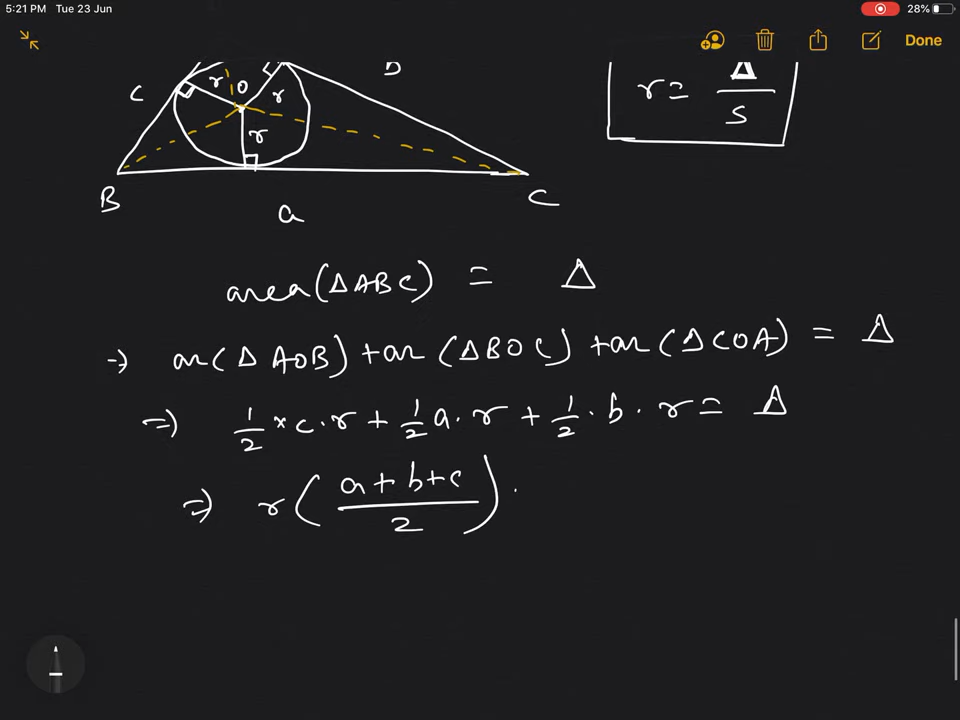 5:21 PM Tue 23 Jun
28%
Done
c r O r b
r
r = Δ/s
B C
a
area(ΔABC) = Δ
→ ar(ΔAOB) + ar(ΔBOC) + ar(ΔCOA) = Δ
⇒ 1/2 × c · r + 1/2 a · r + 1/2 · b · r = Δ
⇒ r((a + b + c)/2) ·